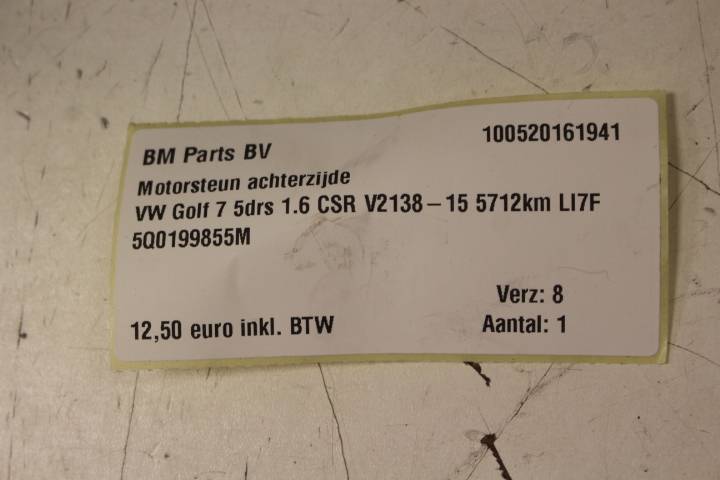 BM Parts BV 100520161941
Motorsteun achterzijde
VW Golf 7 5drs 1.6 CSR V2138-15 5712km LI7F
5Q0199855M
Verz: 8
12,50 euro inkl. BTW Aantal: 1